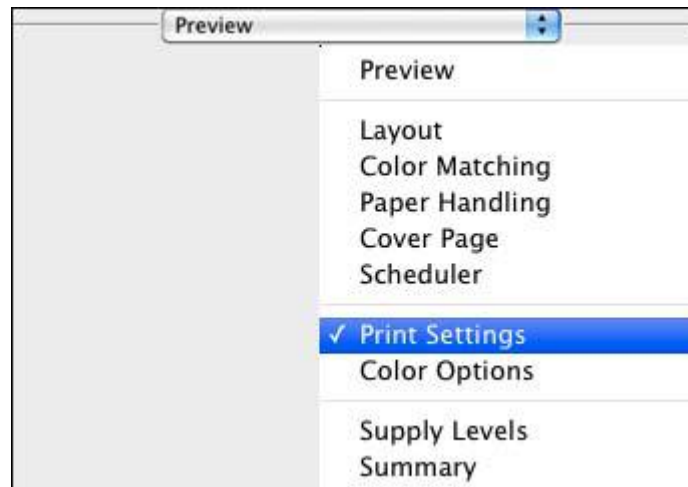 Preview
Preview
Layout
Color Matching
Paper Handling
Cover Page
Scheduler
✓ Print Settings
Color Options
Supply Levels
Summary